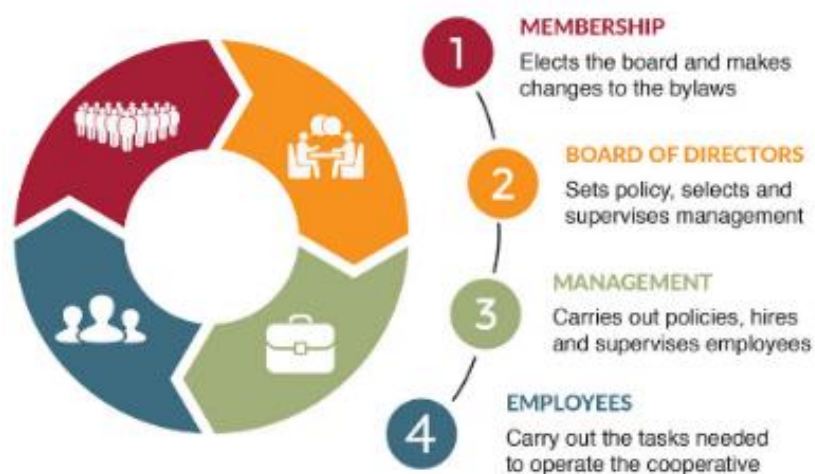 1
MEMBERSHIP
Elects the board and makes
changes to the bylaws
2
BOARD OF DIRECTORS
Sets policy, selects and
supervises management
3
MANAGEMENT
Carries out policies, hires
and supervises employees
4
EMPLOYEES
Carry out the tasks needed
to operate the cooperative